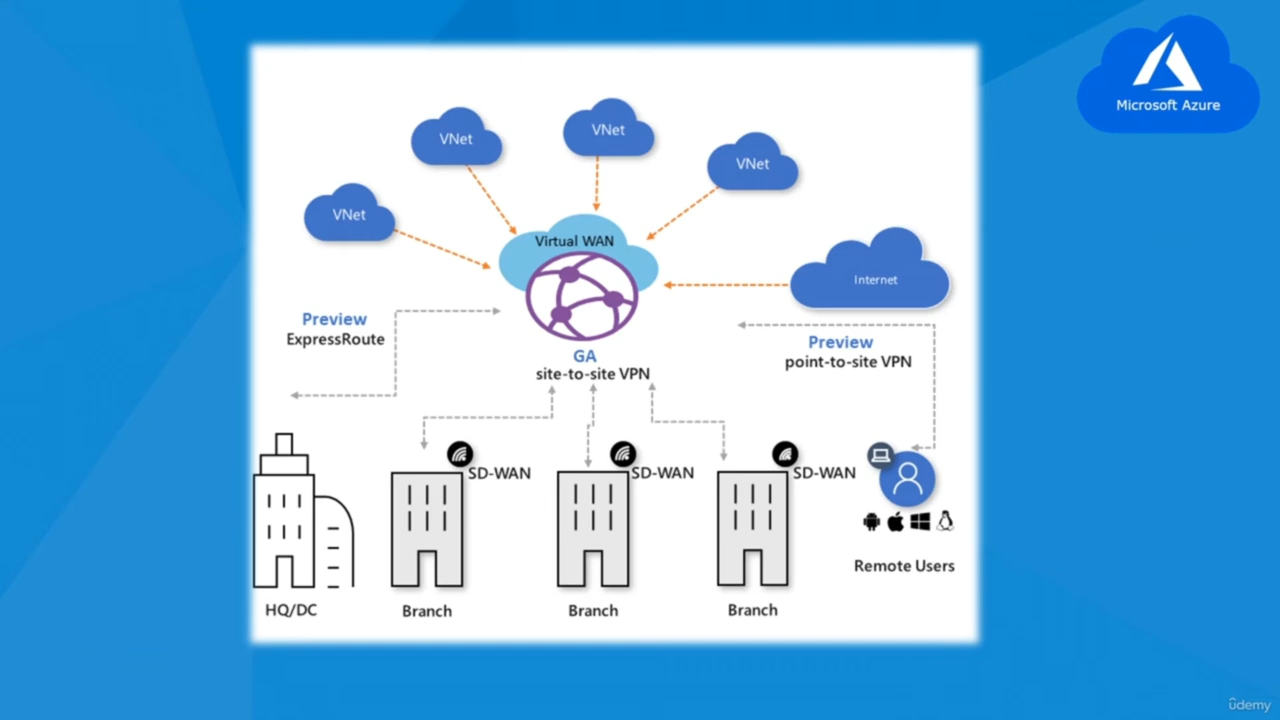 Microsoft Azure
VNet
VNet
VNet
VNet
Virtual WAN
Internet
Preview
ExpressRoute
GA
site-to-site VPN
Preview
point-to-site VPN
SD-WAN
SD-WAN
SD-WAN
Remote Users
HQ/DC
Branch
Branch
Branch
ûdemy